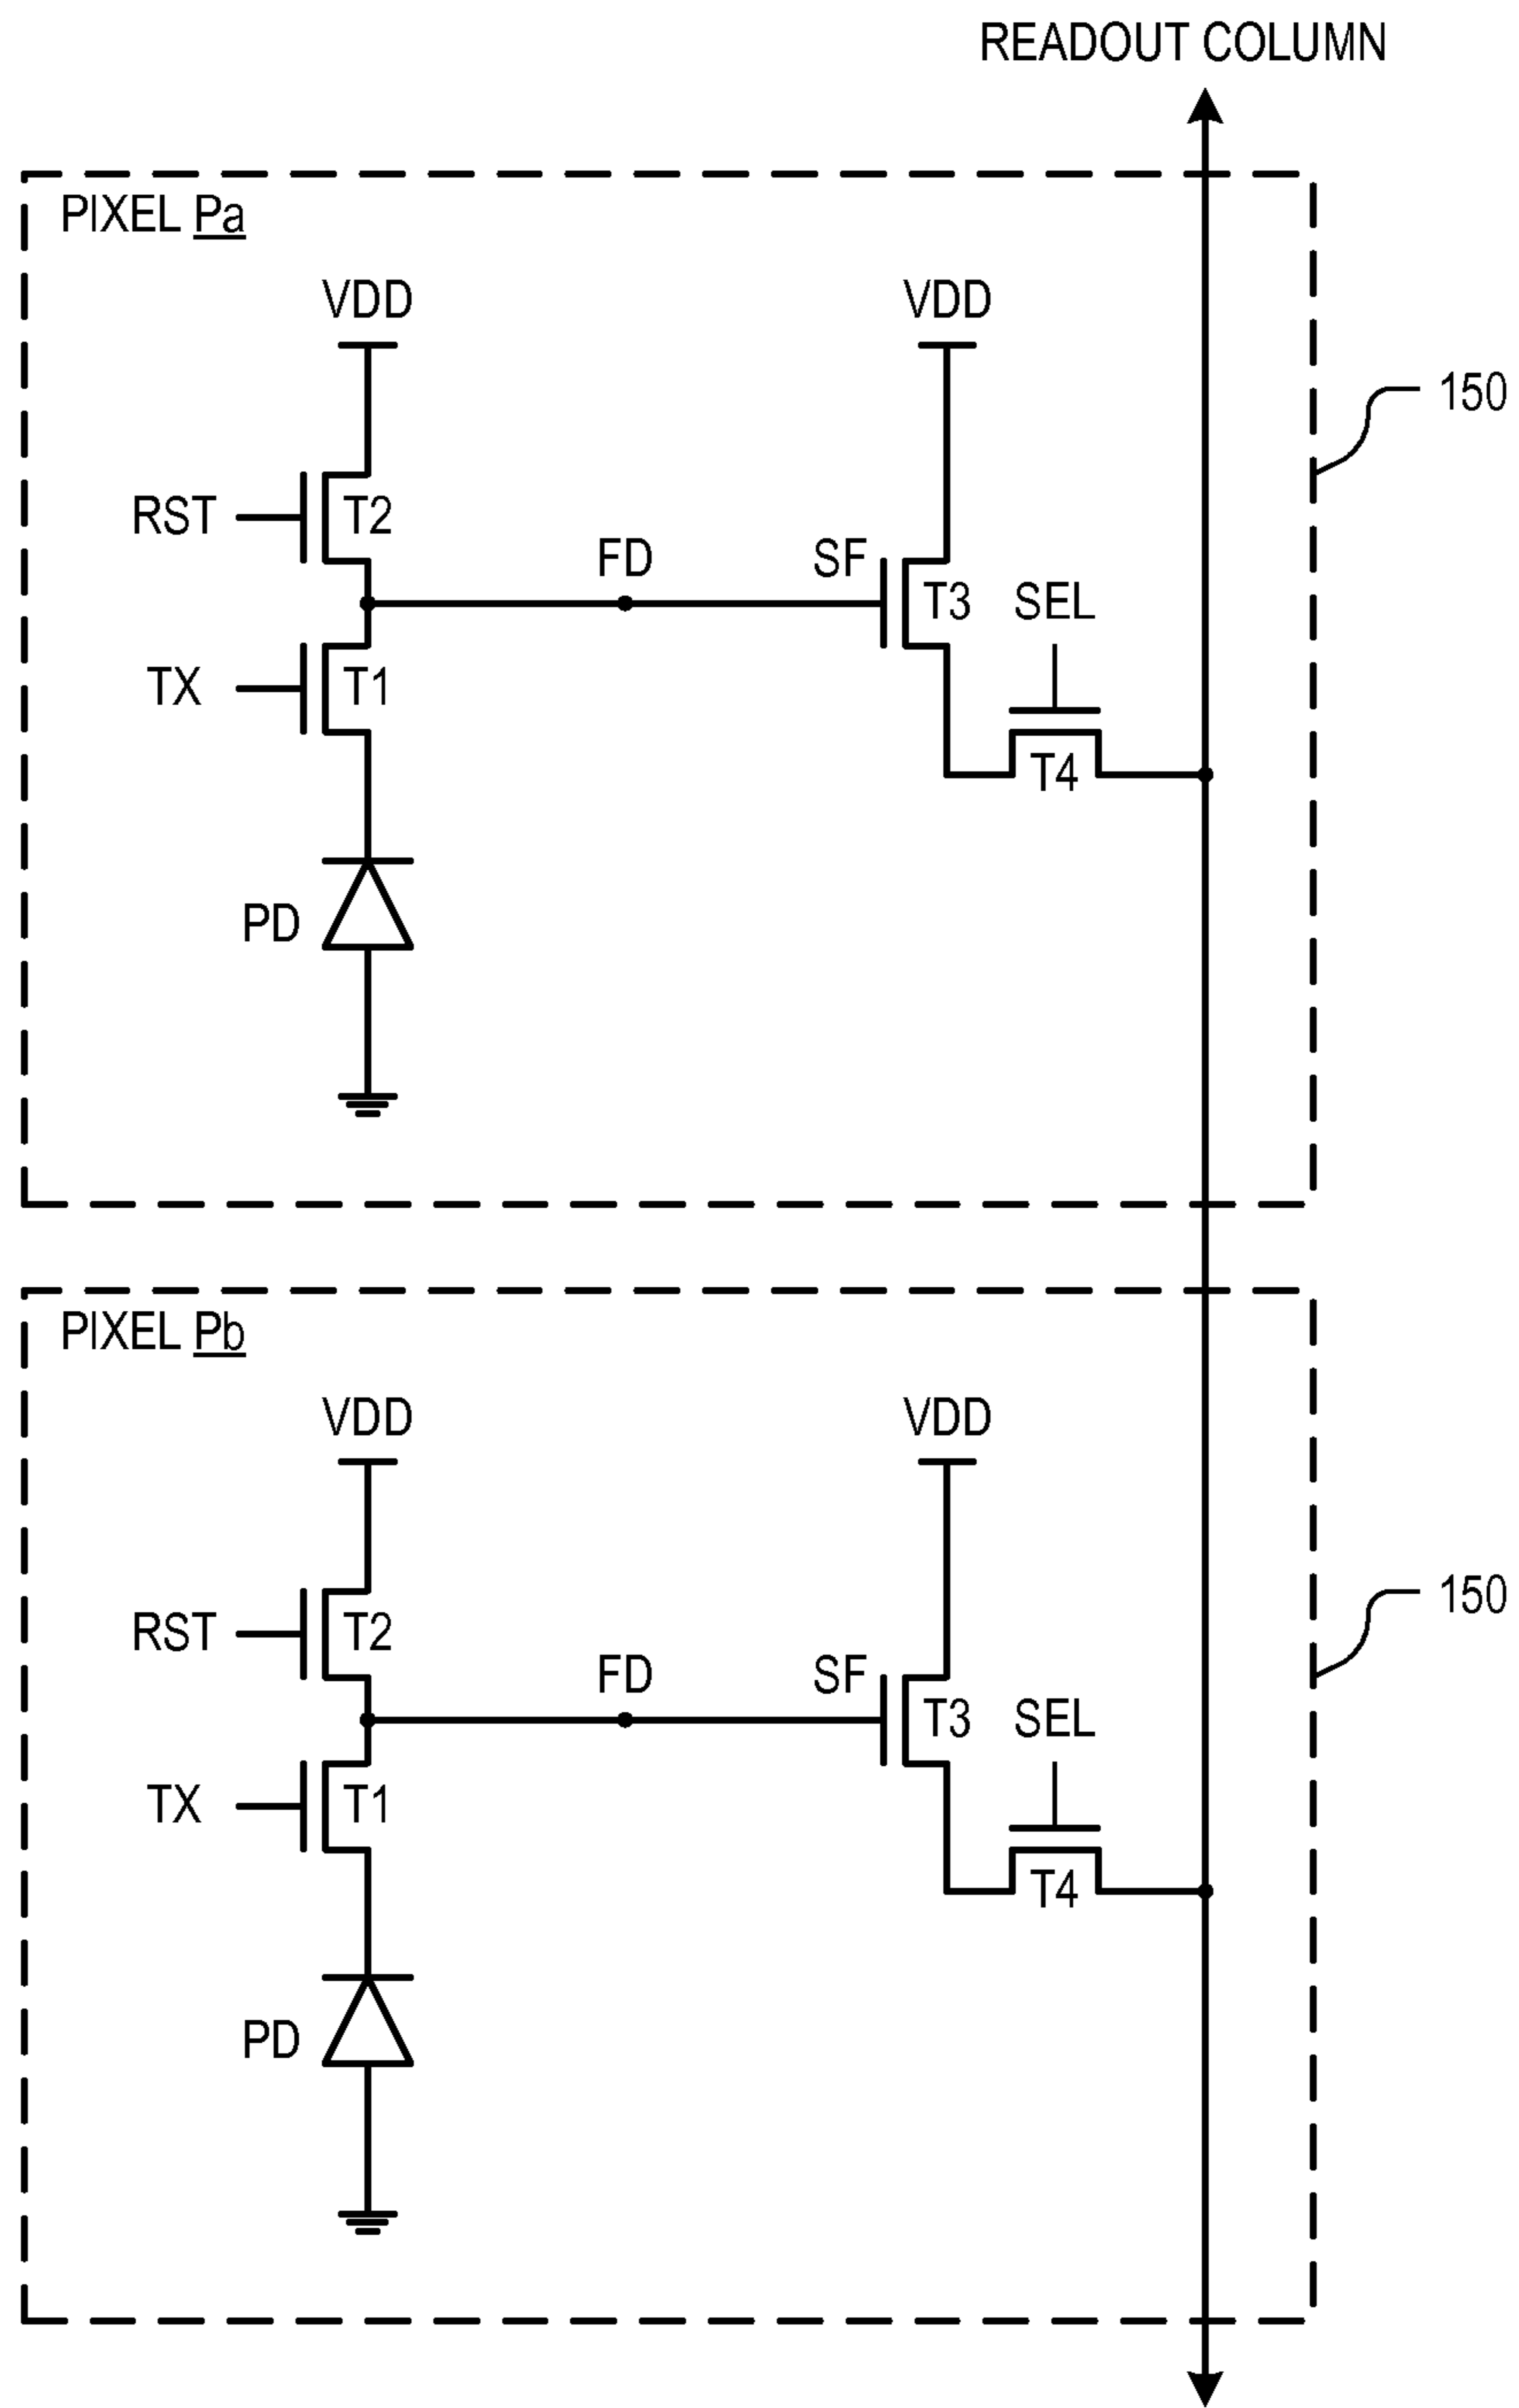 READOUT COLUMN
PIXEL Pa
VDD
VDD
150
RST
T2
FD
SF
T3
SEL
TX
T1
T4
PD
PIXEL Pb
VDD
VDD
150
RST
T2
FD
SF
T3
SEL
TX
T1
T4
PD